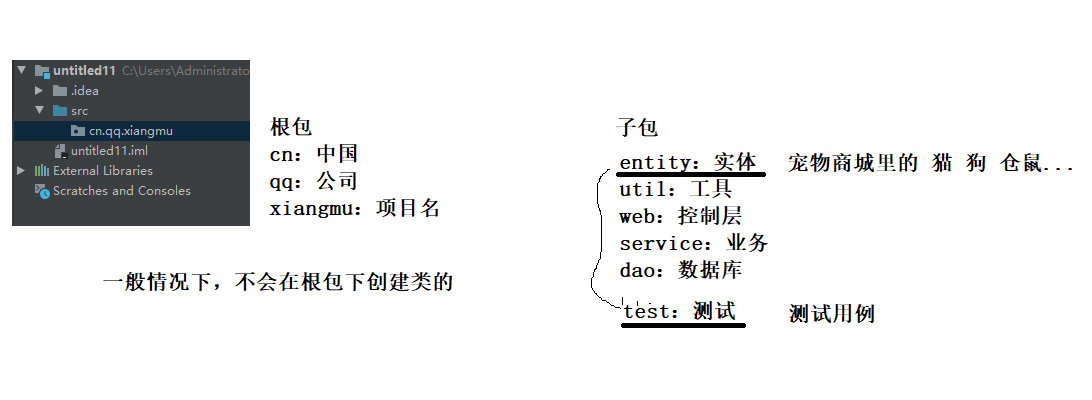 untitled11 C:\Users\Administrato
.idea
src
cn.qq.xiangmu
untitled11.iml
External Libraries
Scratches and Consoles
根包
cn：中国
qq：公司
xiangmu：项目名
一般情况下，不会在根包下创建类的
子包
entity：实体 宠物商城里的 猫 狗 仓鼠...
util：工具
web：控制层
service：业务
dao：数据库
test：测试 测试用例